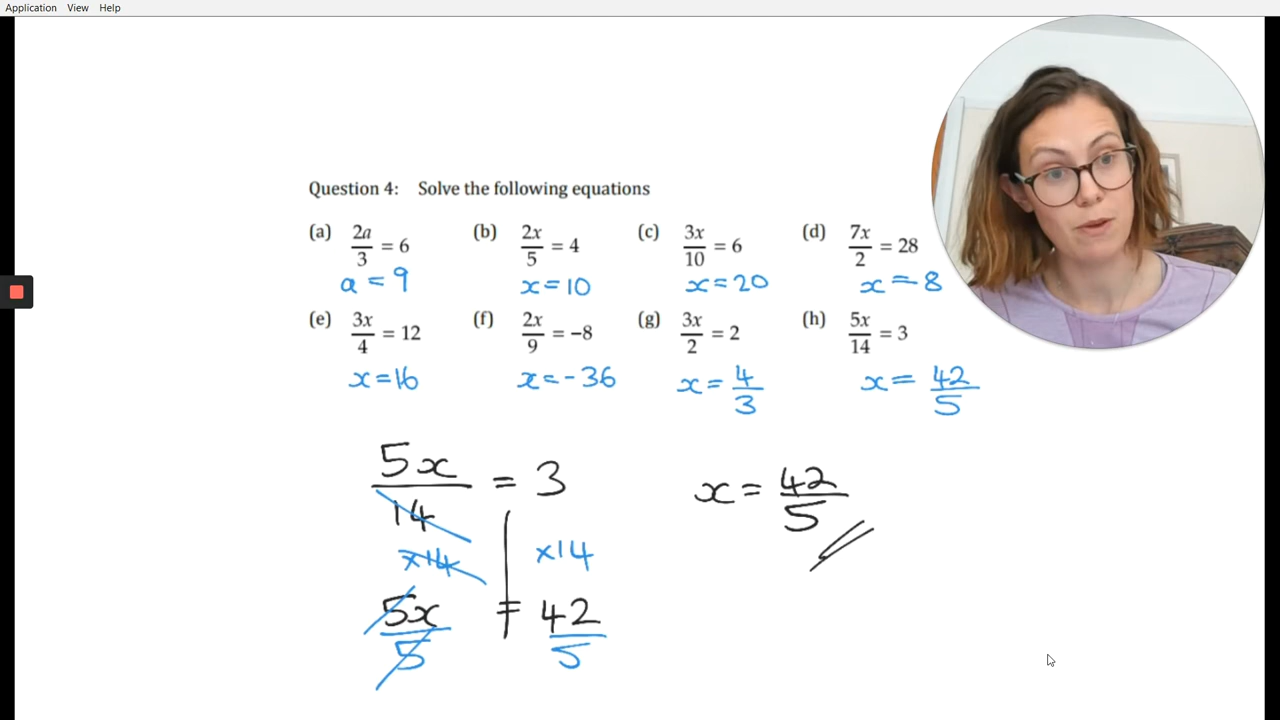 Application View Help
Question 4: Solve the following equations
(a) 2a/3 = 6 (b) 2x/5 = 4 (c) 3x/10 = 6 (d) 7x/2 = 28
a = 9 x = 10 x = 20 x = 8
(e) 3x/4 = 12 (f) 2x/9 = −8 (g) 3x/2 = 2 (h) 5x/14 = 3
x = 16 x = -36 x = 4/3 x = 42/5
5x/14 = 3 x = 42/5
×14 ×14
5x/5 = 42/5